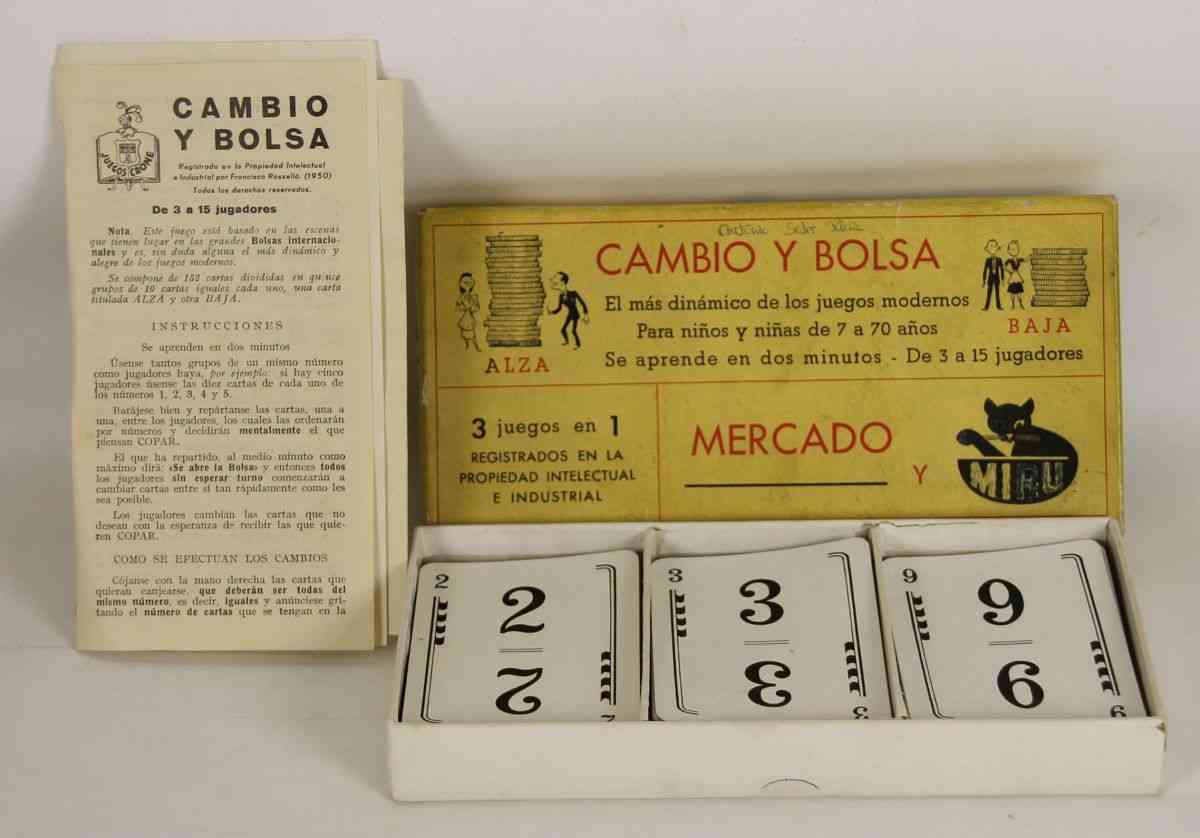 CAMBIO
Y BOLSA
JUEGOS CRONE
Registrado en la Propiedad Intelectual
e Industrial por Francisco Rosselló. (1950)
Todos los derechos reservados.
De 3 a 15 jugadores
Nota. Este juego está basado en las escenas
que tienen lugar en las grandes Bolsas internacio-
nales y es, sin duda alguna el más dinámico y
alegre de los juegos modernos.
Se compone de 152 cartas divididas en quince
grupos de 10 cartas iguales cada uno, una carta
titulada ALZA y otra BAJA.
INSTRUCCIONES
Se aprenden en dos minutos
Úsense tantos grupos de un mismo número
como jugadores haya, por ejemplo: si hay cinco
jugadores úsense las diez cartas de cada uno de
los números 1, 2, 3, 4 y 5.
Barájese bien y repártanse las cartas, una a
una, entre los jugadores, los cuales las ordenarán
por números y decidirán mentalmente el que
piensan COPAR.
El que ha repartido, al medio minuto como
máximo dirá: «Se abre la Bolsa» y entonces todos
los jugadores sin esperar turno comenzarán a
cambiar cartas entre sí tan rápidamente como les
sea posible.
Los jugadores cambian las cartas que no
desean con la esperanza de recibir las que quie-
ren COPAR.
COMO SE EFECTUAN LOS CAMBIOS
Cójanse con la mano derecha las cartas que
quieran canjearse, que deberán ser todas del
mismo número, es decir, iguales y anúnciese gri-
tando el número de cartas que se tengan en la
CAMBIO Y BOLSA
El más dinámico de los juegos modernos
Para niños y niñas de 7 a 70 años
Se aprende en dos minutos - De 3 a 15 jugadores
ALZA
BAJA
3 juegos en 1
REGISTRADOS EN LA
PROPIEDAD INTELECTUAL
E INDUSTRIAL
MERCADO
Y
MIRU
2
2
2
2
3
3
3
3
9
9
9
9